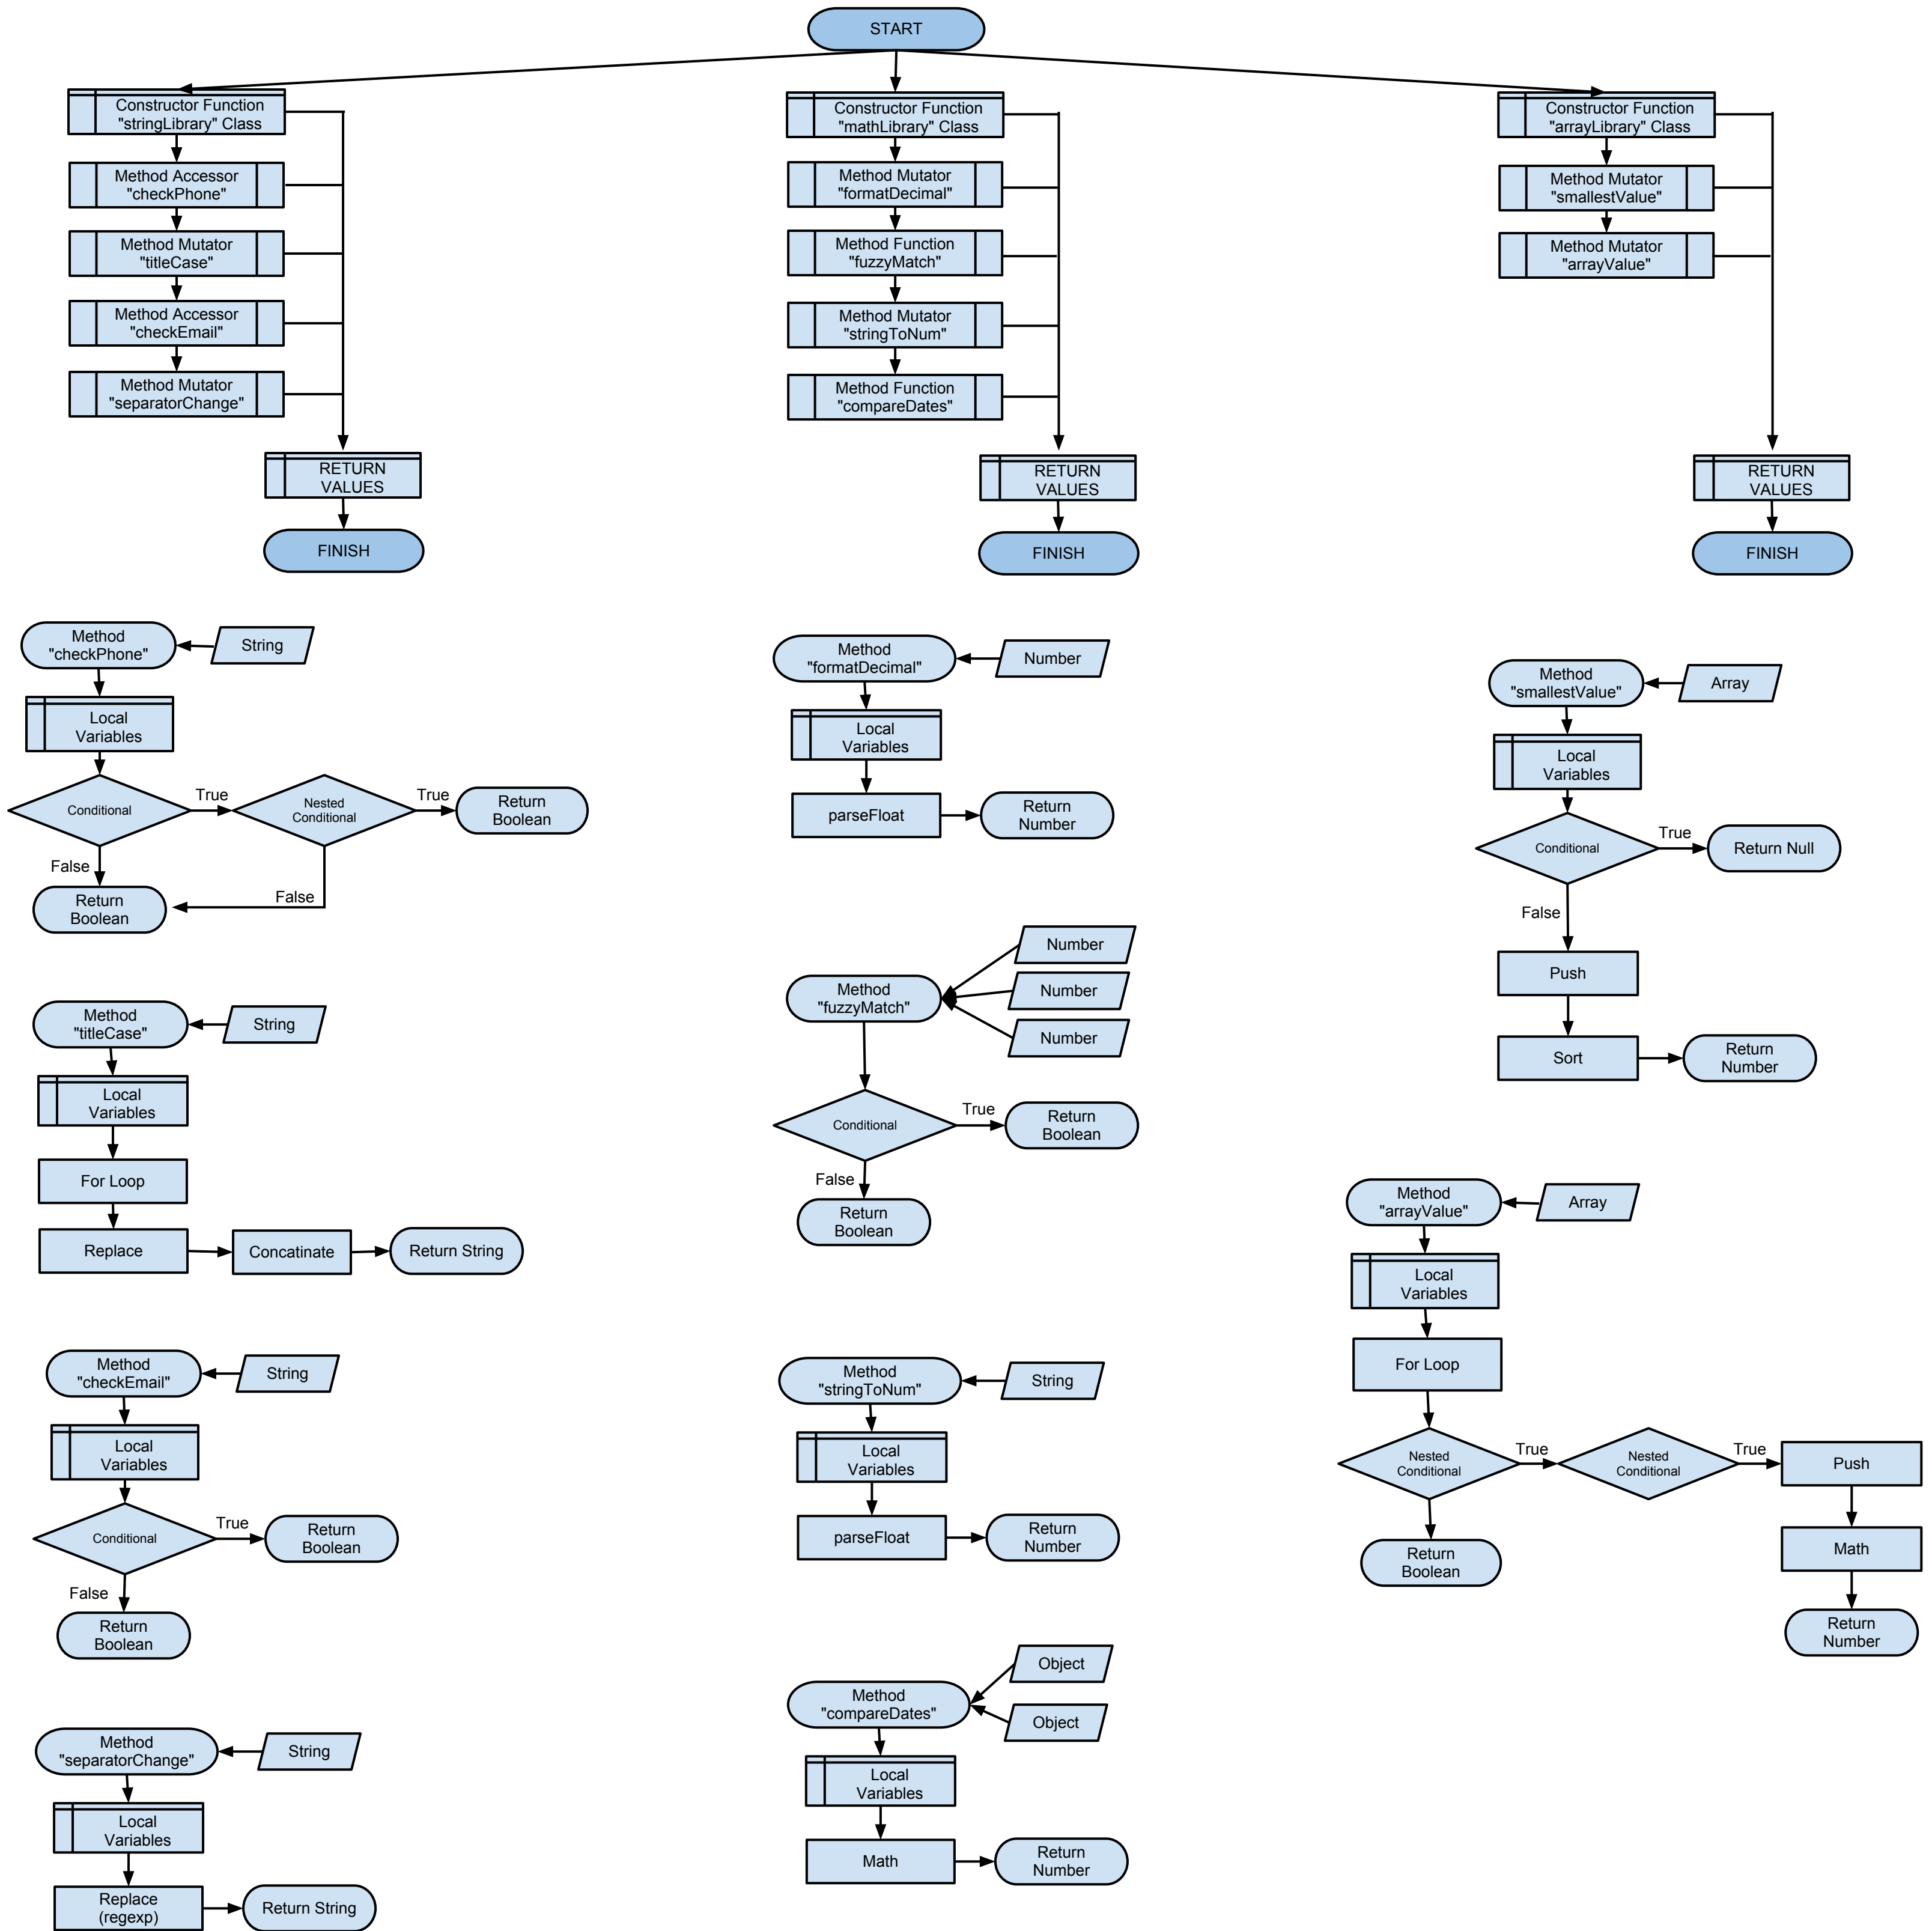 START
Constructor Function
"stringLibrary" Class
Method Accessor
"checkPhone"
Method Mutator
"titleCase"
Method Accessor
"checkEmail"
Method Mutator
"separatorChange"
RETURN
VALUES
FINISH
Constructor Function
"mathLibrary" Class
Method Mutator
"formatDecimal"
Method Function
"fuzzyMatch"
Method Mutator
"stringToNum"
Method Function
"compareDates"
RETURN
VALUES
FINISH
Constructor Function
"arrayLibrary" Class
Method Mutator
"smallestValue"
Method Mutator
"arrayValue"
RETURN
VALUES
FINISH
Method
"checkPhone"
String
Local
Variables
Conditional
True
Nested
Conditional
True
Return
Boolean
False
False
Return
Boolean
Method
"titleCase"
String
Local
Variables
For Loop
Replace
Concatinate
Return String
Method
"checkEmail"
String
Local
Variables
Conditional
True
Return
Boolean
False
Return
Boolean
Method
"separatorChange"
String
Local
Variables
Replace
(regexp)
Return String
Method
"formatDecimal"
Number
Local
Variables
parseFloat
Return
Number
Method
"fuzzyMatch"
Number
Number
Number
Conditional
True
Return
Boolean
False
Return
Boolean
Method
"stringToNum"
String
Local
Variables
parseFloat
Return
Number
Method
"compareDates"
Object
Object
Local
Variables
Math
Return
Number
Method
"smallestValue"
Array
Local
Variables
Conditional
True
Return Null
False
Push
Sort
Return
Number
Method
"arrayValue"
Array
Local
Variables
For Loop
Nested
Conditional
True
Nested
Conditional
True
Push
Return
Boolean
Math
Return
Number